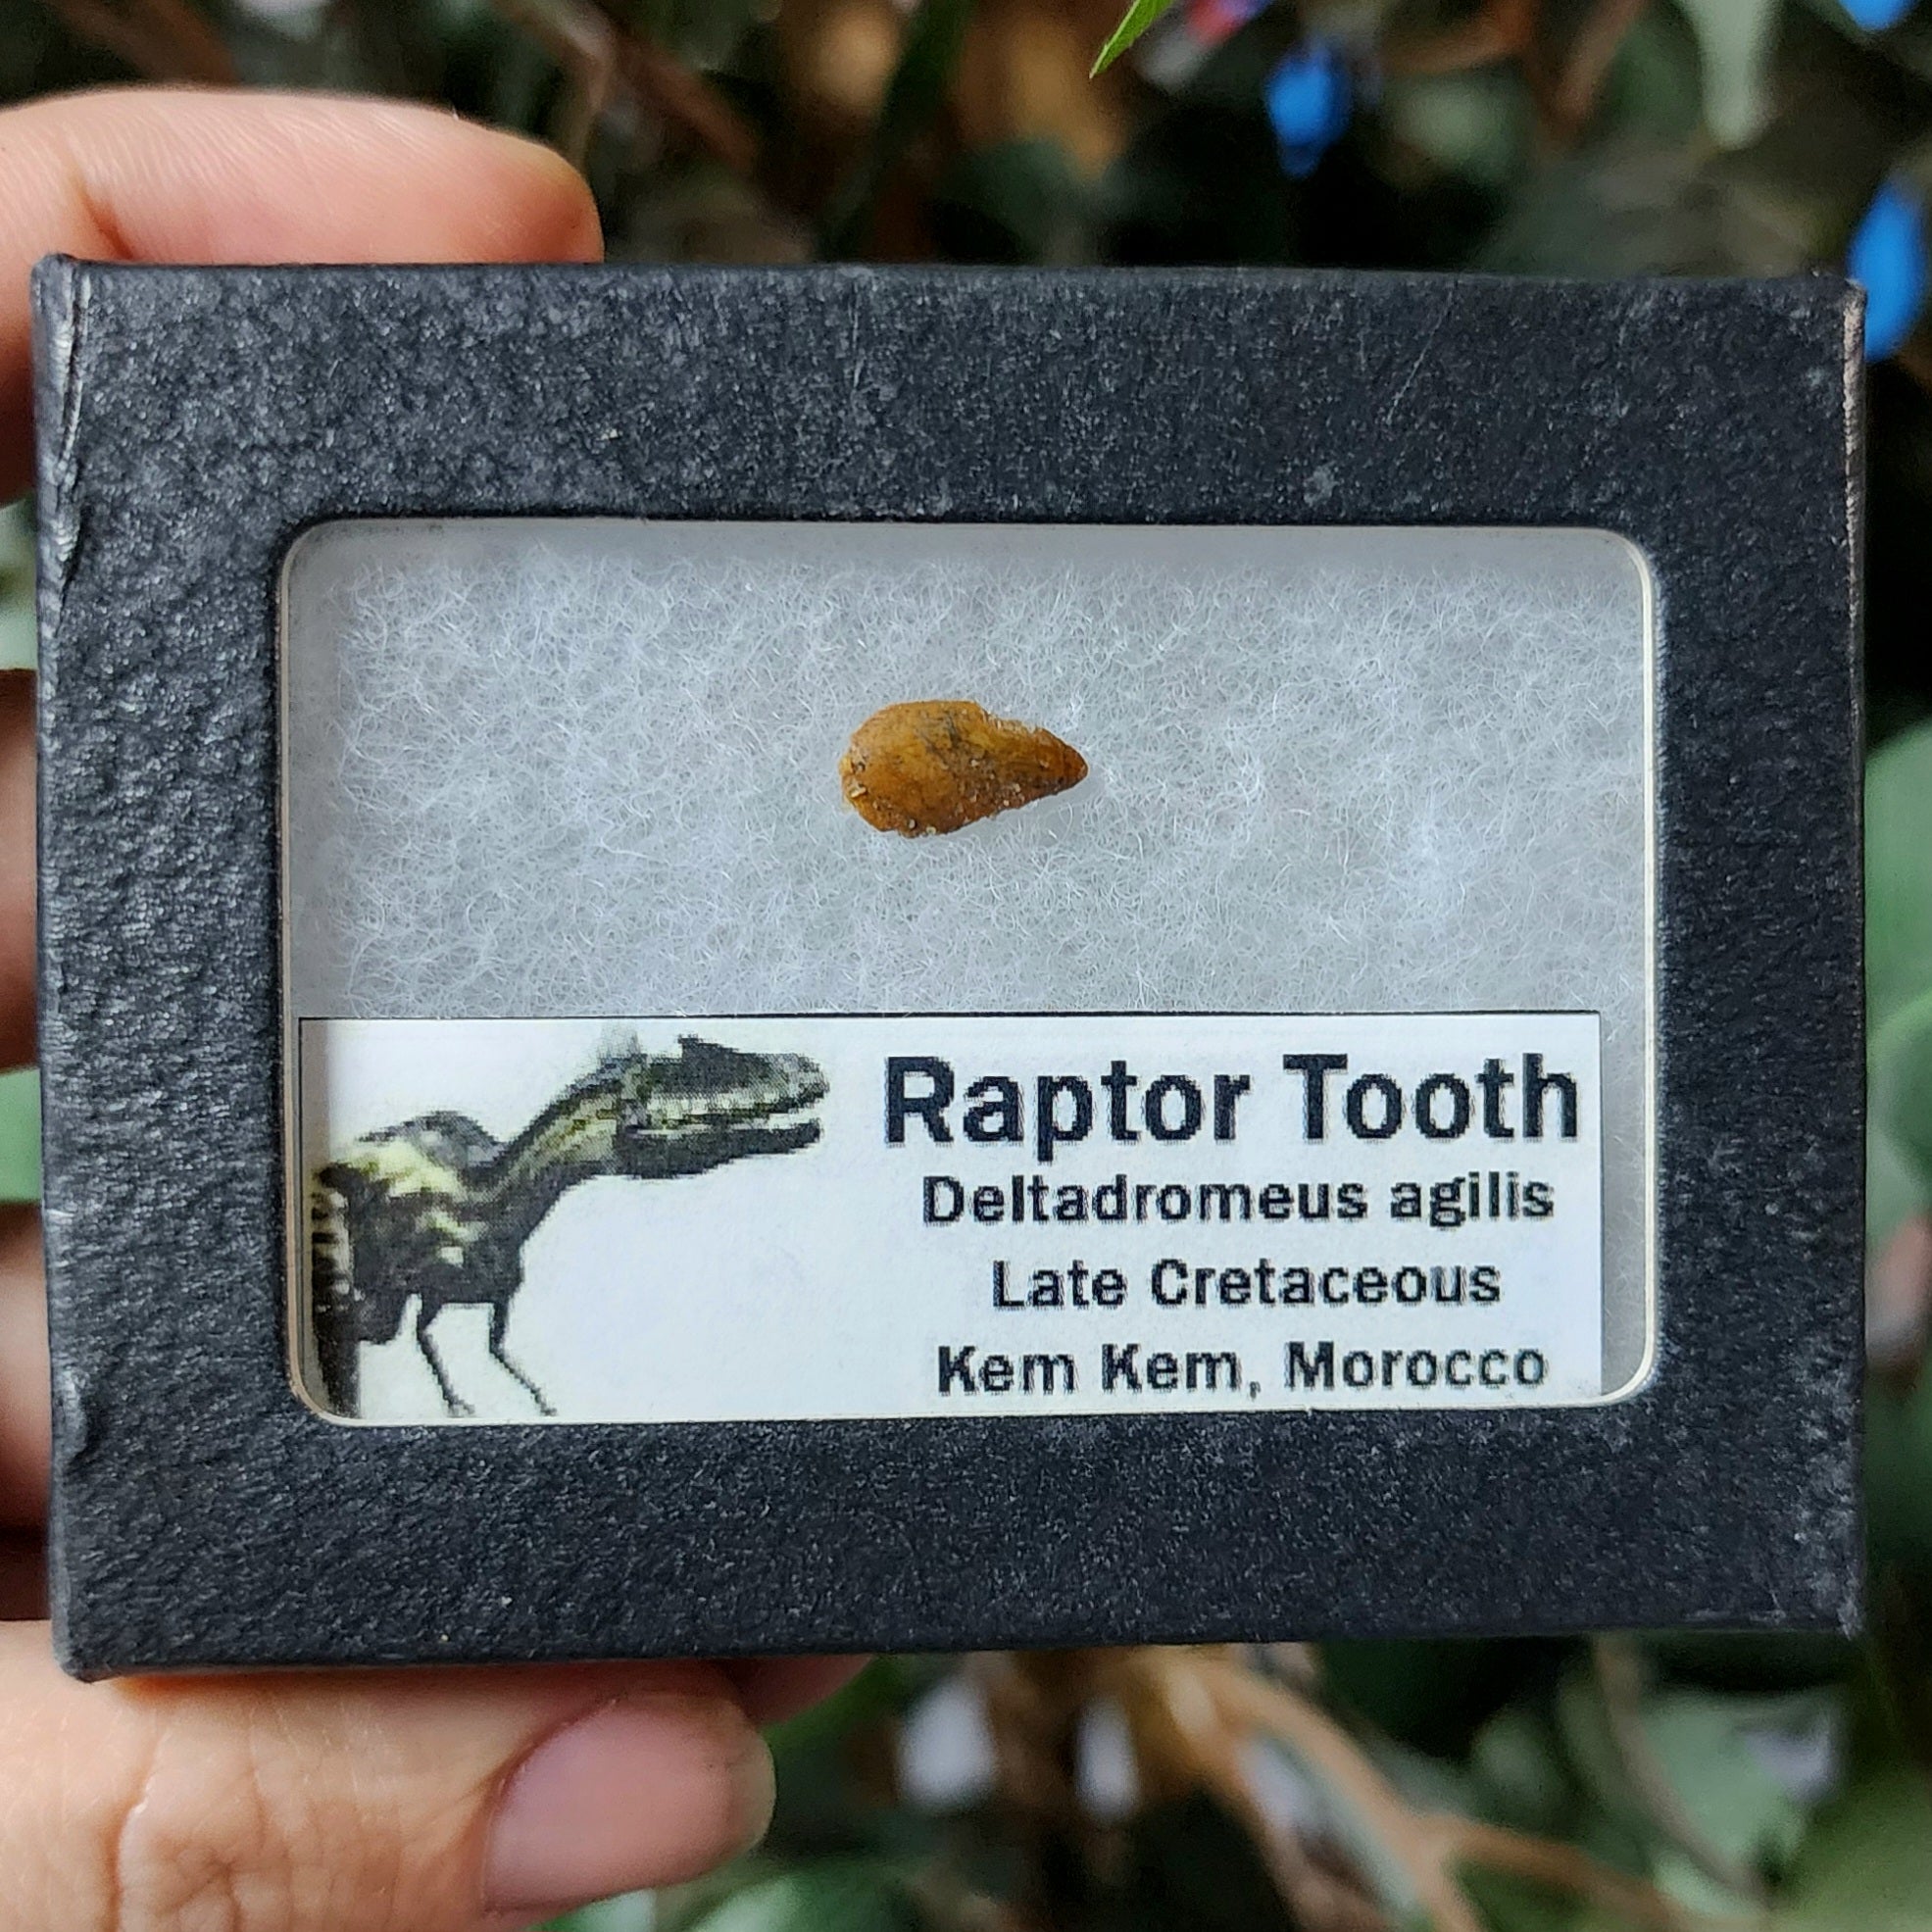 Raptor Tooth
Deltadromeus agilis
Late Cretaceous
Kem Kem, Morocco